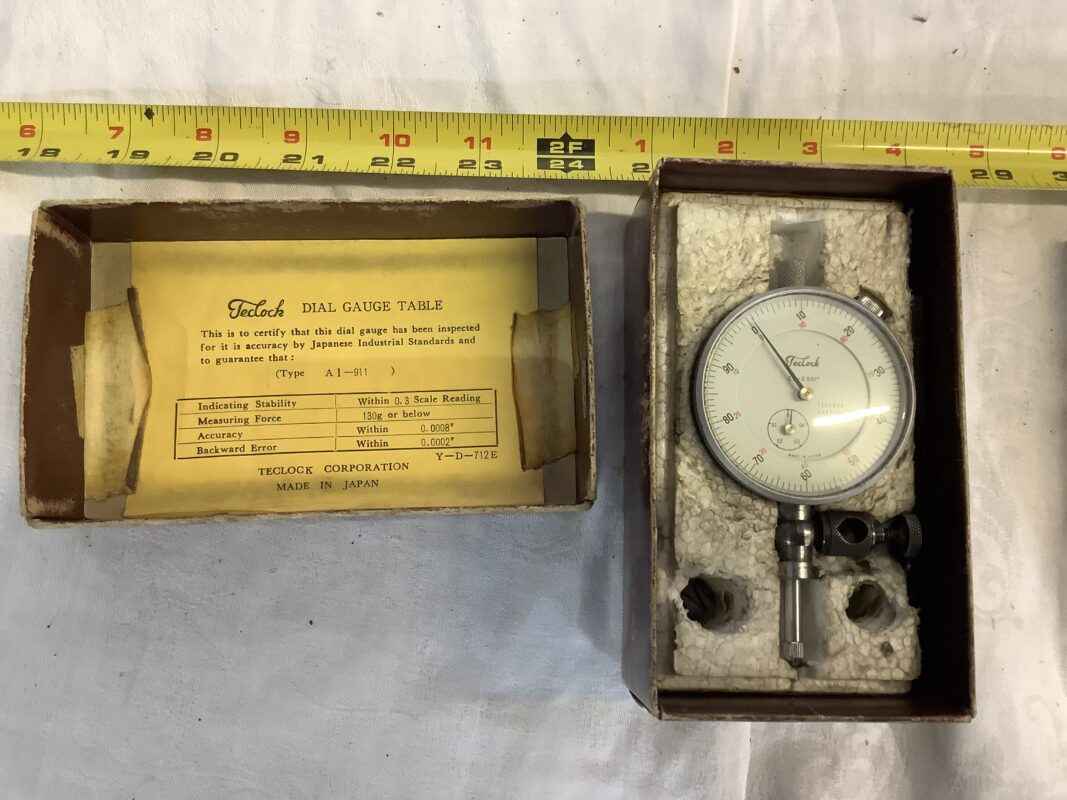 6 7 8 9 10 11 2F 1 2 3 4 5 6
18 19 20 21 22 23 24 25 29
Teclock DIAL GAUGE TABLE
This is to certify that this dial gauge has been inspected
for it is accuracy by Japanese Industrial Standards and
to guarantee that :
(Type A1-911 )
Indicating Stability Within 0.3 Scale Reading
Measuring Force 130g or below
Accuracy Within 0.0008"
Backward Error Within 0.0002"
Y-D-712E
TECLOCK CORPORATION
MADE IN JAPAN
0 10 20 30
Teclock
90
80
70 60 50